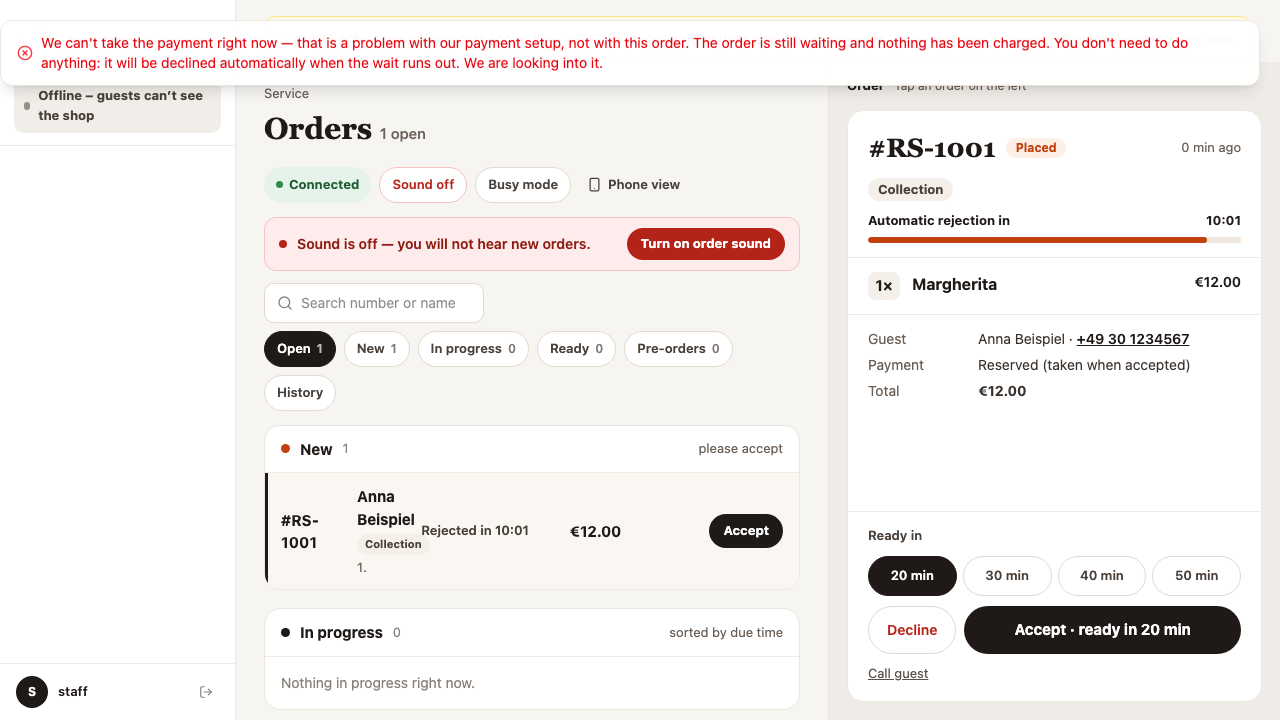 We can't take the payment right now — that is a problem with our payment setup, not with this order. The order is still waiting and nothing has been charged. You don't need to do
anything: it will be declined automatically when the wait runs out. We are looking into it.
Offline – guests can't see
the shop
staff
S
Service
Orders 1 open
Connected
Sound off
Busy mode
Phone view
Sound is off — you will not hear new orders.
Turn on order sound
Search number or name
Open 1
New 1
In progress 0
Ready 0
Pre-orders 0
History
New 1
please accept
#RS-
1001
Anna
Beispiel
Collection
1.
Rejected in 10:01
€12.00
Accept
In progress 0
sorted by due time
Nothing in progress right now.
Order Tap an order on the left
#RS-1001
Placed
0 min ago
Collection
Automatic rejection in
10:01
1×
Margherita
€12.00
Guest
Anna Beispiel · +49 30 1234567
Payment
Reserved (taken when accepted)
Total
€12.00
Ready in
20 min
30 min
40 min
50 min
Decline
Accept · ready in 20 min
Call guest